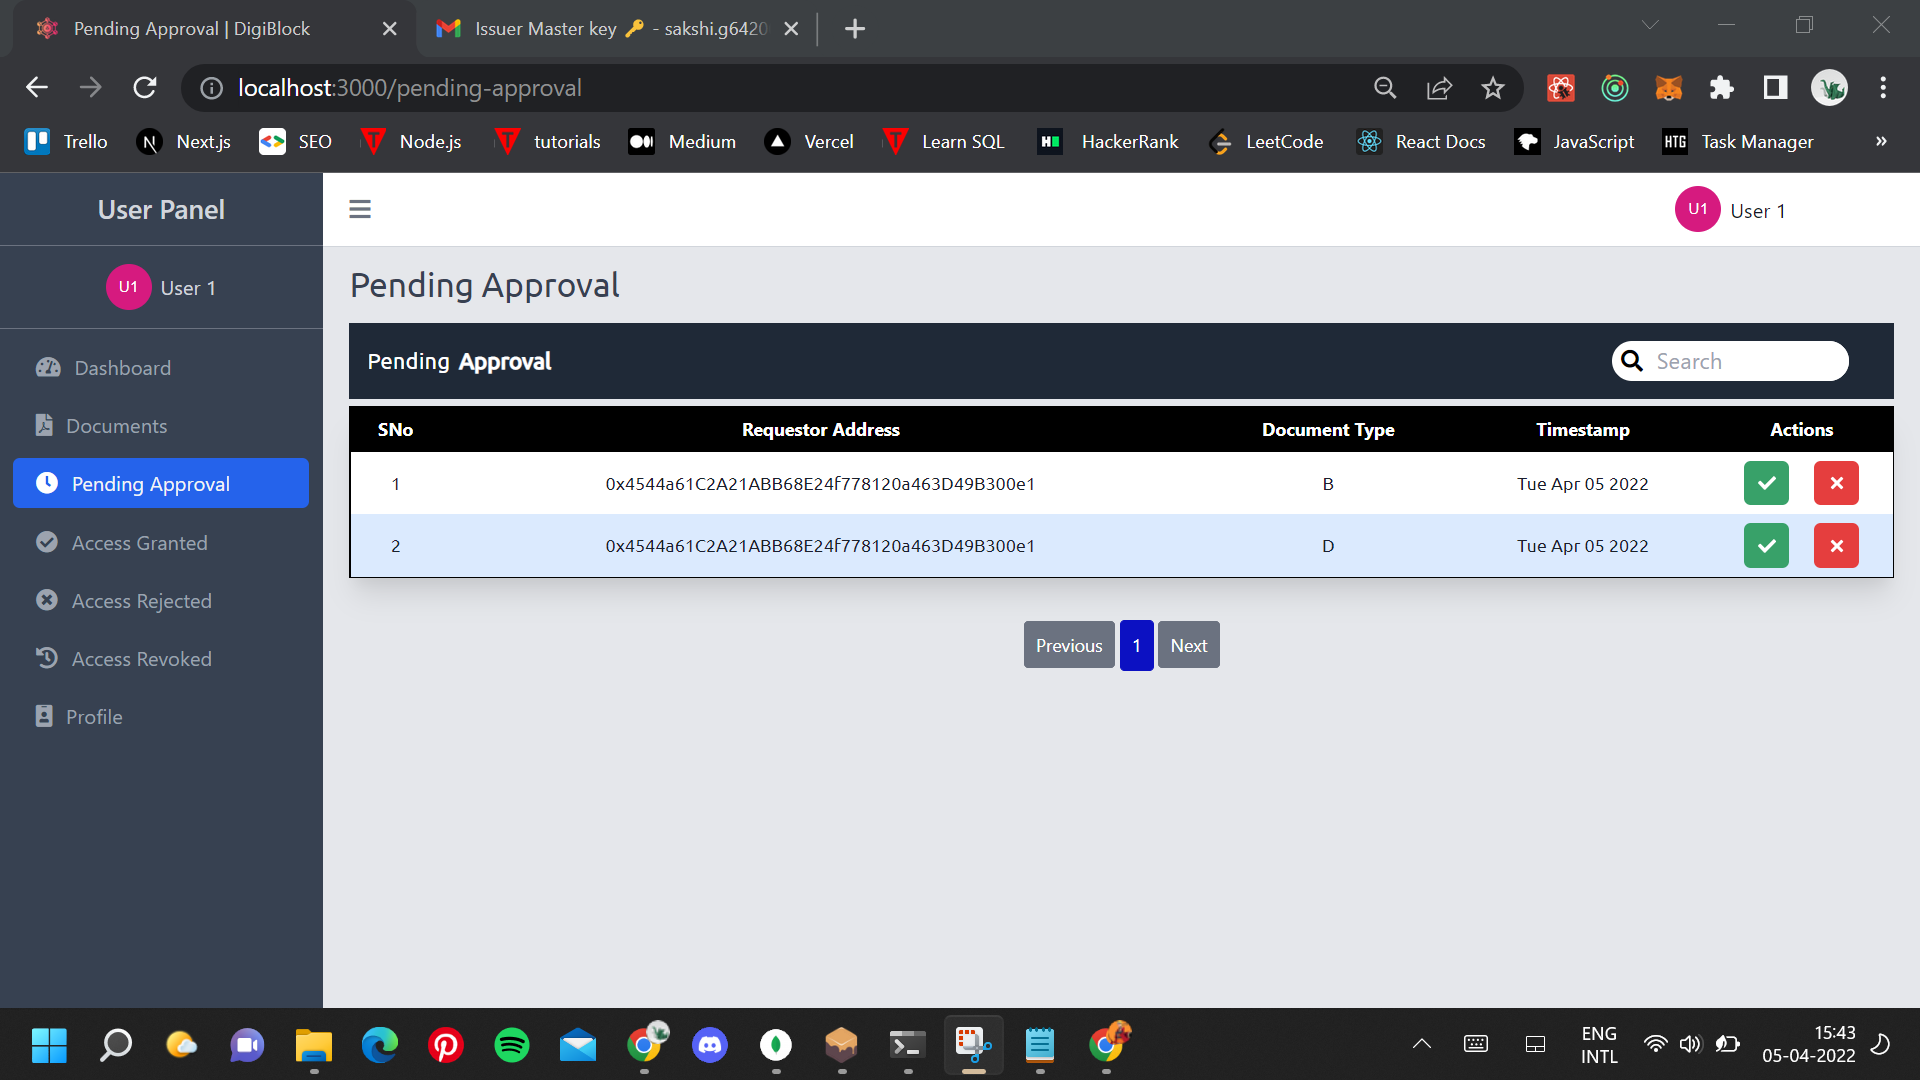 Pending Approval | DigiBlock
Issuer Master key 🔑 - sakshi.g6420
localhost:3000/pending-approval
Trello
Next.js
SEO
Node.js
tutorials
Medium
Vercel
Learn SQL
HackerRank
LeetCode
React Docs
JavaScript
HTG
Task Manager
»
User Panel
U1 User 1
U1 User 1
Dashboard
Documents
Pending Approval
Access Granted
Access Rejected
Access Revoked
Profile
Pending Approval
Pending Approval
Search
SNo Requestor Address Document Type Timestamp Actions
1 0x4544a61C2A21ABB68E24f778120a463D49B300e1 B Tue Apr 05 2022
2 0x4544a61C2A21ABB68E24f778120a463D49B300e1 D Tue Apr 05 2022
Previous 1 Next
ENG
INTL
15:43
05-04-2022